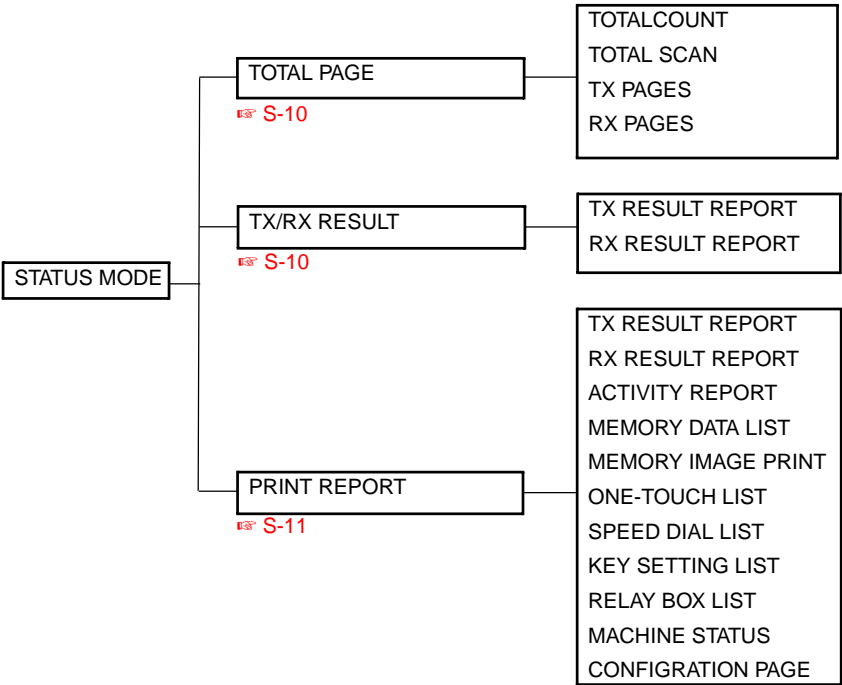 STATUS MODE
TOTAL PAGE
☞ S-10
TOTALCOUNT
TOTAL SCAN
TX PAGES
RX PAGES
TX/RX RESULT
☞ S-10
TX RESULT REPORT
RX RESULT REPORT
PRINT REPORT
☞ S-11
TX RESULT REPORT
RX RESULT REPORT
ACTIVITY REPORT
MEMORY DATA LIST
MEMORY IMAGE PRINT
ONE-TOUCH LIST
SPEED DIAL LIST
KEY SETTING LIST
RELAY BOX LIST
MACHINE STATUS
CONFIGRATION PAGE